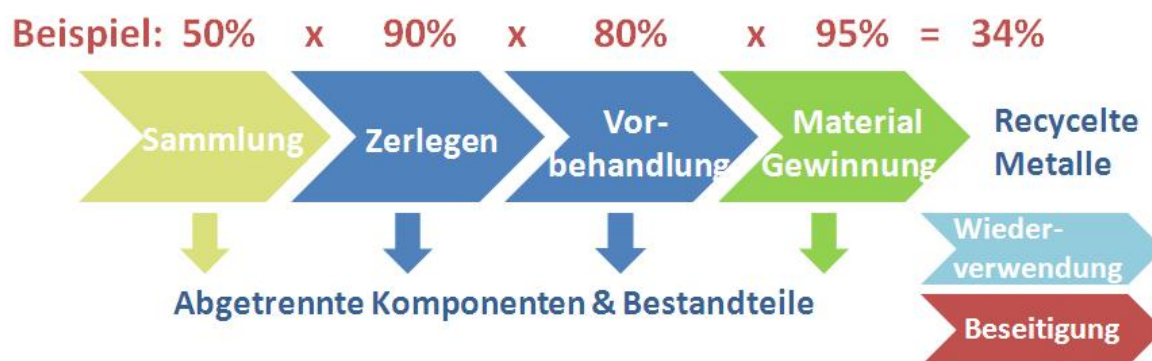 Beispiel: 50% x 90% x 80% x 95% = 34%
Sammlung
Zerlegen
Vor-
behandlung
Material
Gewinnung
Recycelte
Metalle
Wieder-
verwendung
Abgetrennte Komponenten & Bestandteile
Beseitigung